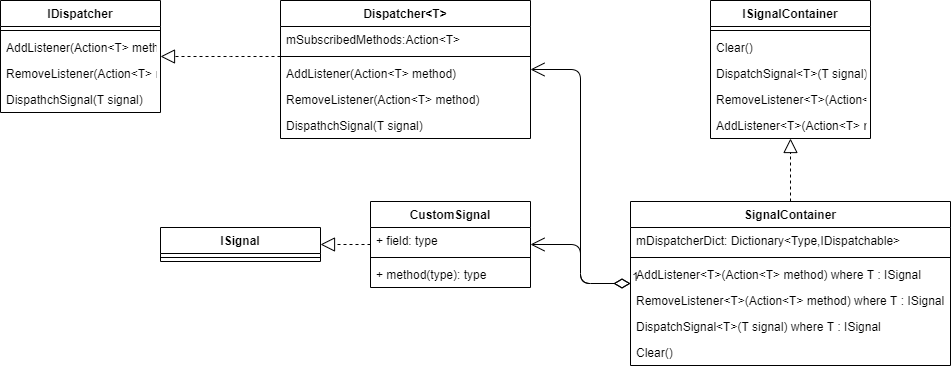 IDispatcher
AddListener(Action<T> meth
RemoveListener(Action<T>
DispathchSignal(T signal)
Dispatcher<T>
mSubscribedMethods:Action<T>
AddListener(Action<T> method)
RemoveListener(Action<T> method)
DispathchSignal(T signal)
ISignalContainer
Clear()
DispatchSignal<T>(T signal)
RemoveListener<T>(Action<
AddListener<T>(Action<T>
ISignal
CustomSignal
+ field: type
+ method(type): type
SignalContainer
mDispatcherDict: Dictionary<Type,IDispatchable>
1
AddListener<T>(Action<T> method) where T : ISignal
RemoveListener<T>(Action<T> method) where T : ISignal
DispatchSignal<T>(T signal) where T : ISignal
Clear()